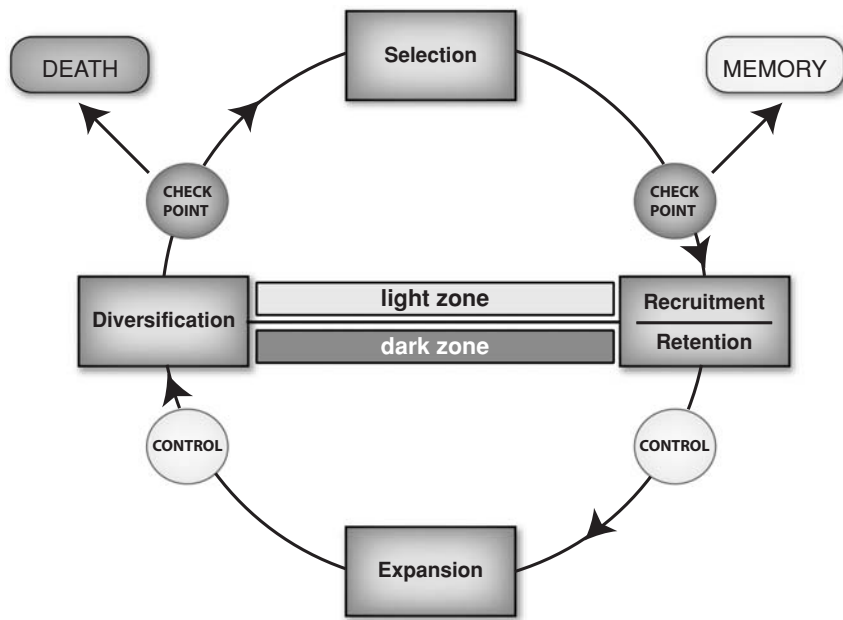 Selection
DEATH
MEMORY
CHECK
POINT
CHECK
POINT
Diversification
light zone
dark zone
Recruitment
Retention
CONTROL
CONTROL
Expansion